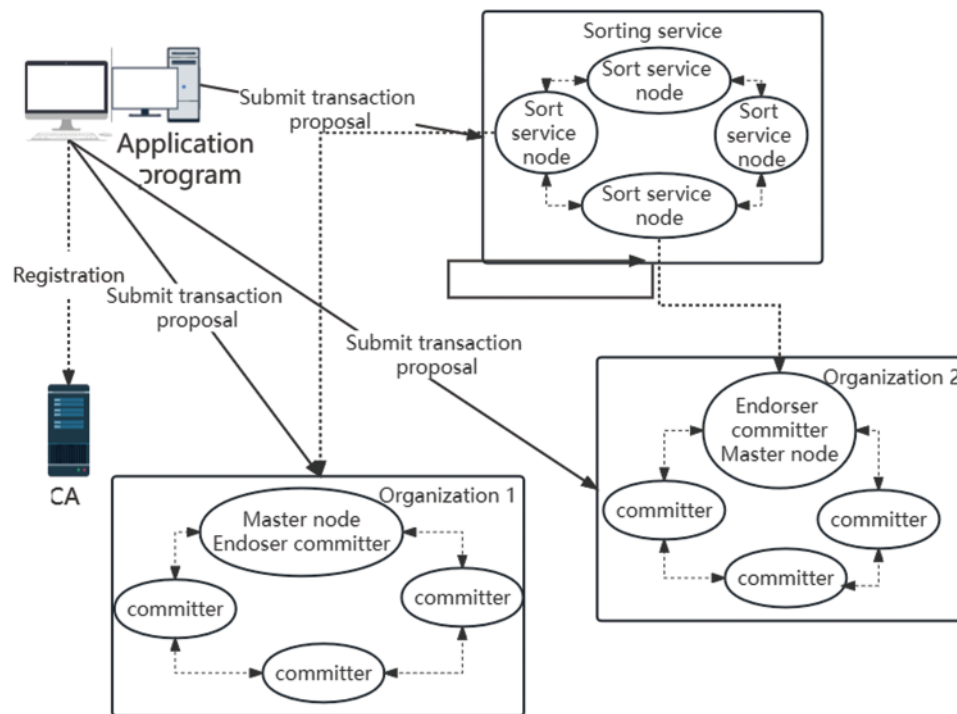 Sorting service
Sort service
node
Sort
service
node
Sort
service
node
Sort service
node
Submit transaction
proposal
Application
program
Registration
Submit transaction
proposal
Submit transaction
proposal
CA
Organization 2
Endorser
committer
Master node
committer
committer
committer
Organization 1
Master node
Endoser committer
committer
committer
committer